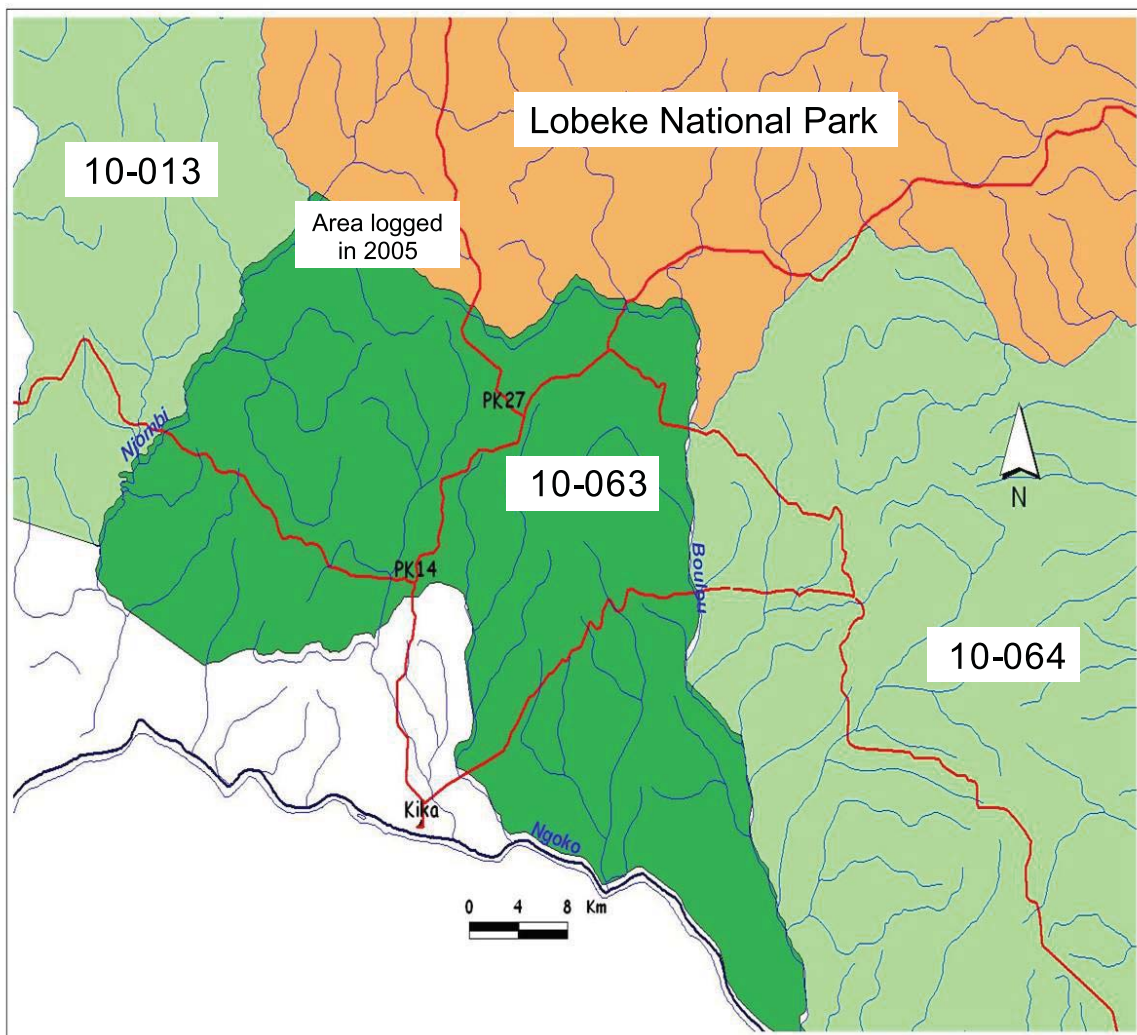 Lobeke National Park
10-013
Area logged
in 2005
PK27
Njombi
10-063
N
PK14
Boulou
10-064
Kika
Ngoko
0 4 8 Km